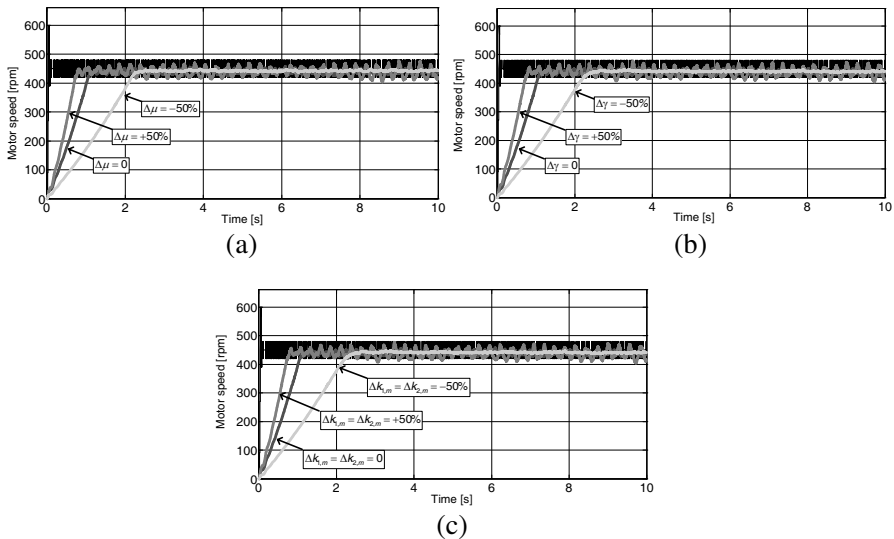 600
500
400
300
200
100
0
Motor speed [rpm]
Δμ = −50%
Δμ = +50%
Δμ = 0
0 2 4 6 8 10
Time [s]
(a)
600
500
400
300
200
100
0
Motor speed [rpm]
Δγ = −50%
Δγ = +50%
Δγ = 0
0 2 4 6 8 10
Time [s]
(b)
600
500
400
300
200
100
0
Motor speed [rpm]
Δk₁,ₘ = Δk₂,ₘ = −50%
Δk₁,ₘ = Δk₂,ₘ = +50%
Δk₁,ₘ = Δk₂,ₘ = 0
0 2 4 6 8 10
Time [s]
(c)